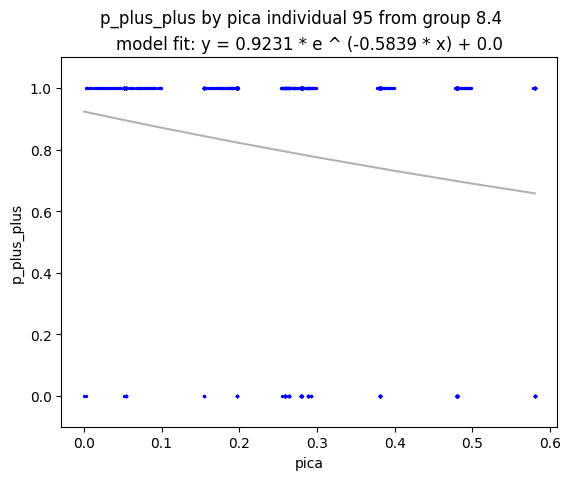 p_plus_plus by pica individual 95 from group 8.4
model fit: y = 0.9231 * e ^ (-0.5839 * x) + 0.0
1.0
0.8
0.6
0.4
0.2
0.0
p_plus_plus
0.0 0.1 0.2 0.3 0.4 0.5 0.6
pica